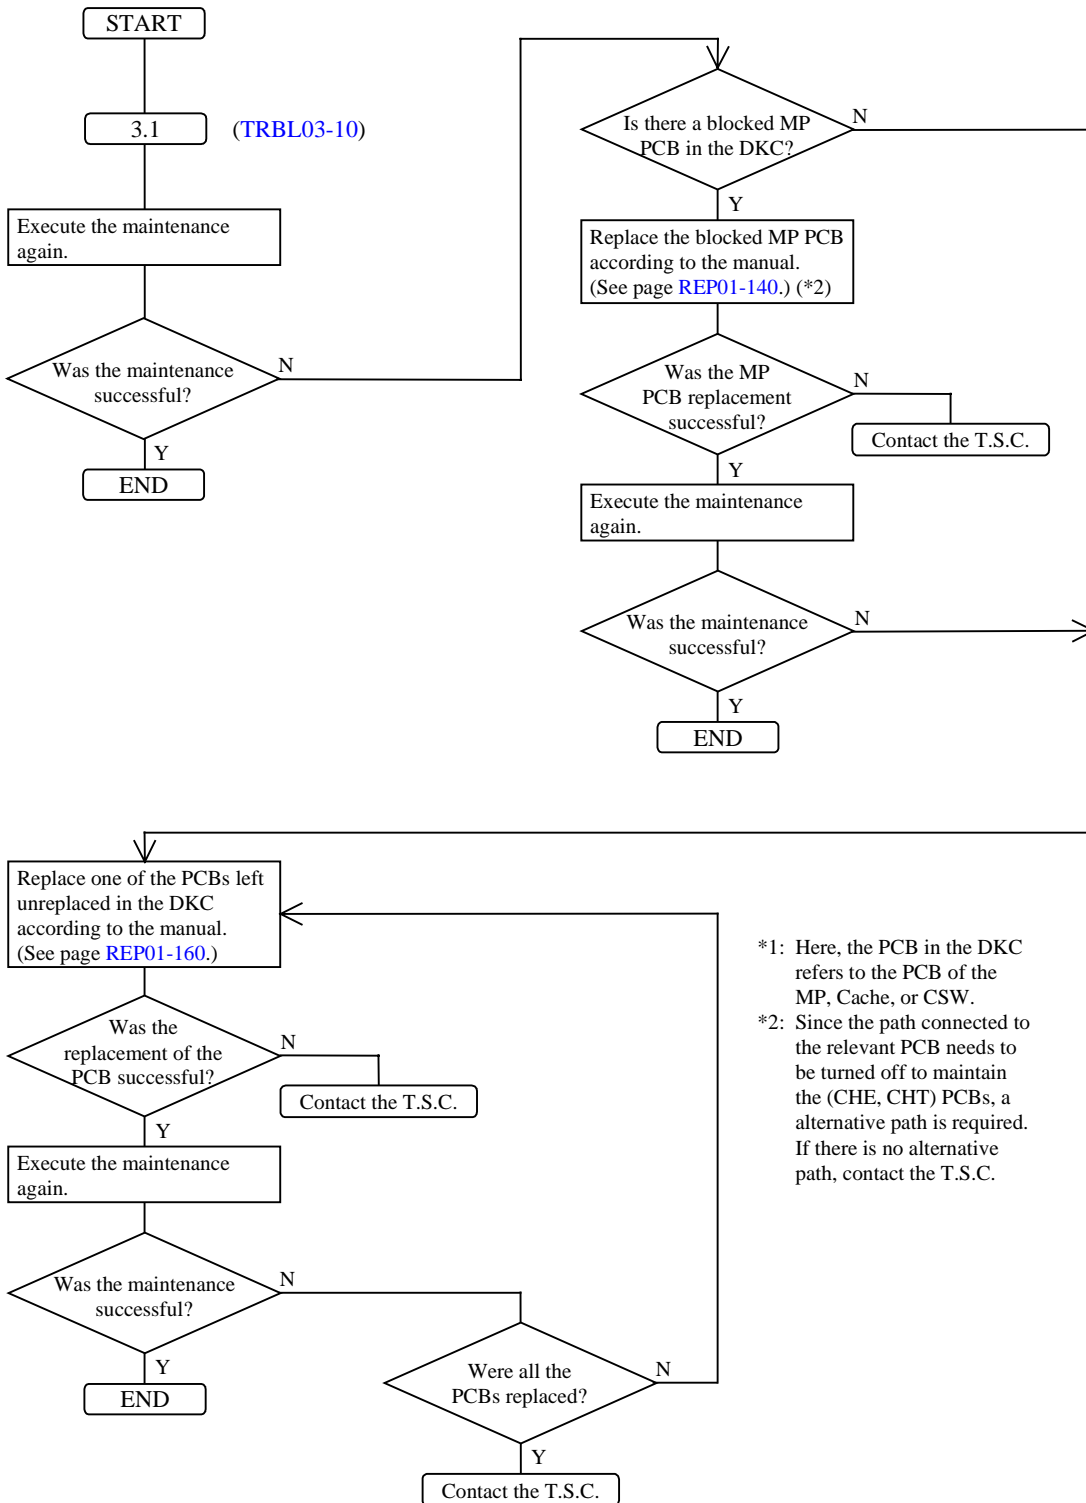 START
3.1
(TRBL03-10)
Execute the maintenance
again.
Was the maintenance
successful?
N
Y
END
Is there a blocked MP
PCB in the DKC?
N
Y
Replace the blocked MP PCB
according to the manual.
(See page REP01-140.) (*2)
Was the MP
PCB replacement
successful?
N
Contact the T.S.C.
Y
Execute the maintenance
again.
Was the maintenance
successful?
N
Y
END
Replace one of the PCBs left
unreplaced in the DKC
according to the manual.
(See page REP01-160.)
Was the
replacement of the
PCB successful?
N
Contact the T.S.C.
Y
Execute the maintenance
again.
Was the maintenance
successful?
N
Y
END
Were all the
PCBs replaced?
N
Y
Contact the T.S.C.
*1: Here, the PCB in the DKC
refers to the PCB of the
MP, Cache, or CSW.
*2: Since the path connected to
the relevant PCB needs to
be turned off to maintain
the (CHE, CHT) PCBs, a
alternative path is required.
If there is no alternative
path, contact the T.S.C.